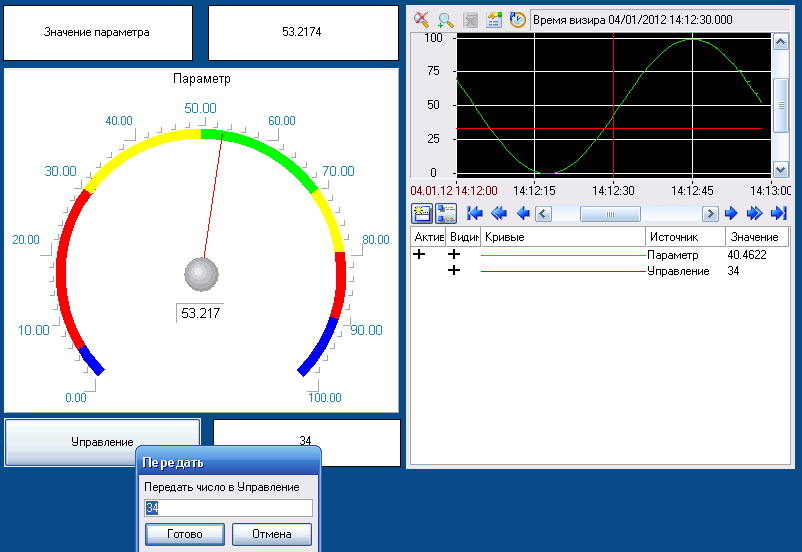 Значение параметра
53.2174
Параметр
50.00
40.00
60.00
30.00
70.00
20.00
80.00
10.00
90.00
0.00
100.00
53.217
Управление
34
Передать
Передать число в Управление
34
Готово Отмена
Время визира 04/01/2012 14:12:30.000
100
75
50
25
0
04.01.12 14:12:00 14:12:15 14:12:30 14:12:45 14:13:00
Актив Видим Кривые Источник Значение
Параметр 40.4622
Управление 34